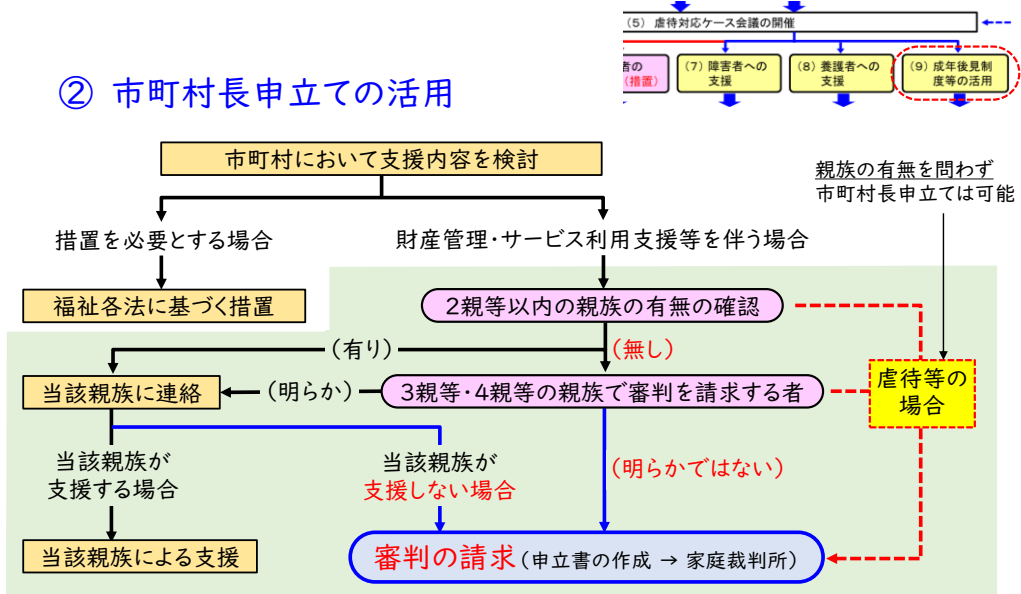 (5) 虐待対応ケース会議の開催
者の
(措置)
(7) 障害者への
支援
(8) 養護者への
支援
(9) 成年後見制
度等の活用
② 市町村長申立ての活用
市町村において支援内容を検討
親族の有無を問わず
市町村長申立ては可能
措置を必要とする場合
財産管理・サービス利用支援等を伴う場合
福祉各法に基づく措置
2親等以内の親族の有無の確認
(有り)
(無し)
当該親族に連絡
(明らか)
3親等・4親等の親族で審判を請求する者
虐待等の
場合
当該親族が
支援する場合
当該親族が
支援しない場合
(明らかではない)
当該親族による支援
審判の請求(申立書の作成 → 家庭裁判所)